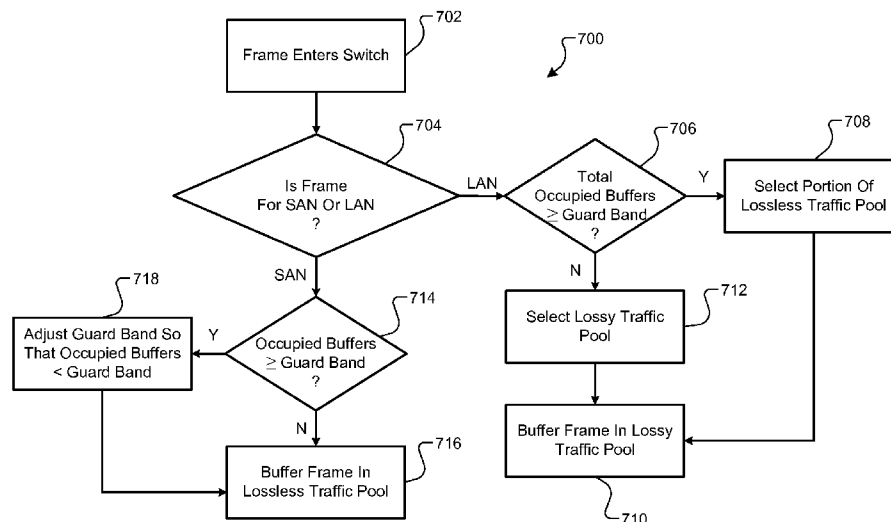 702
Frame Enters Switch
700
704
Is Frame
For SAN Or LAN
?
LAN
706
Total
Occupied Buffers
≥ Guard Band
?
Y
708
Select Portion Of
Lossless Traffic Pool
SAN
N
712
Select Lossy Traffic
Pool
718
Adjust Guard Band So
That Occupied Buffers
< Guard Band
Y
714
Occupied Buffers
≥ Guard Band
?
N
716
Buffer Frame In
Lossless Traffic Pool
Buffer Frame In Lossy
Traffic Pool
710